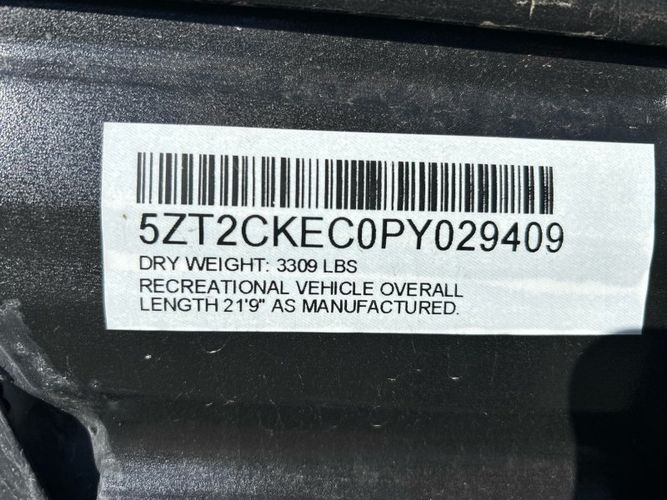 5ZT2CKEC0PY029409
DRY WEIGHT: 3309 LBS
RECREATIONAL VEHICLE OVERALL
LENGTH 21'9" AS MANUFACTURED.